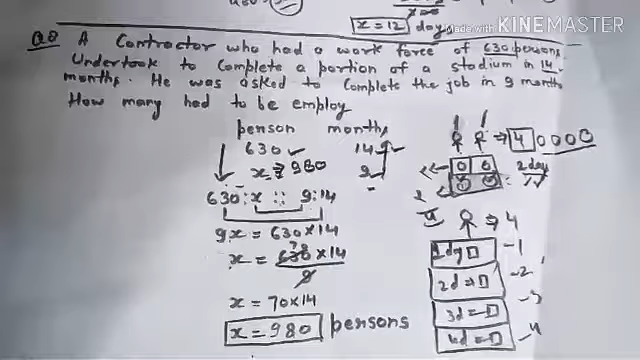 x = 12 days
Made with KINEMASTER
Q8 A Contractor who had a work force of 630 persons
Undertook to Complete a portion of a stadium in 14
months. He was asked to Complete the job in 9 months
How many had to be employ
person months
630 14
x = 980 9
630 : x :: 9 : 14
9x = 630 × 14
x = 630 × 14
9
x = 70 × 14
x = 980 persons
4 0000
2 day
4
1
2d 2
3d 3
4d 4